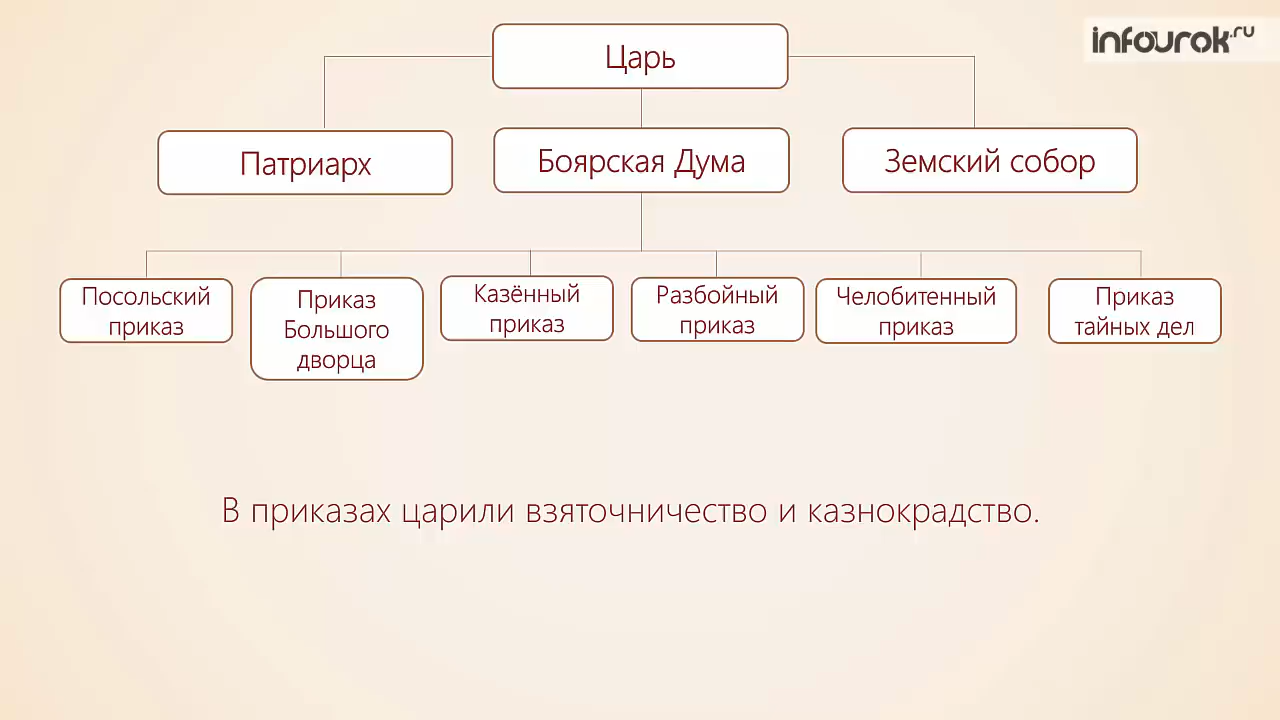 infourok.ru
Царь
Патриарх
Боярская Дума
Земский собор
Посольский
приказ
Приказ
Большого
дворца
Казённый
приказ
Разбойный
приказ
Челобитенный
приказ
Приказ
тайных дел
В приказах царили взяточничество и казнокрадство.